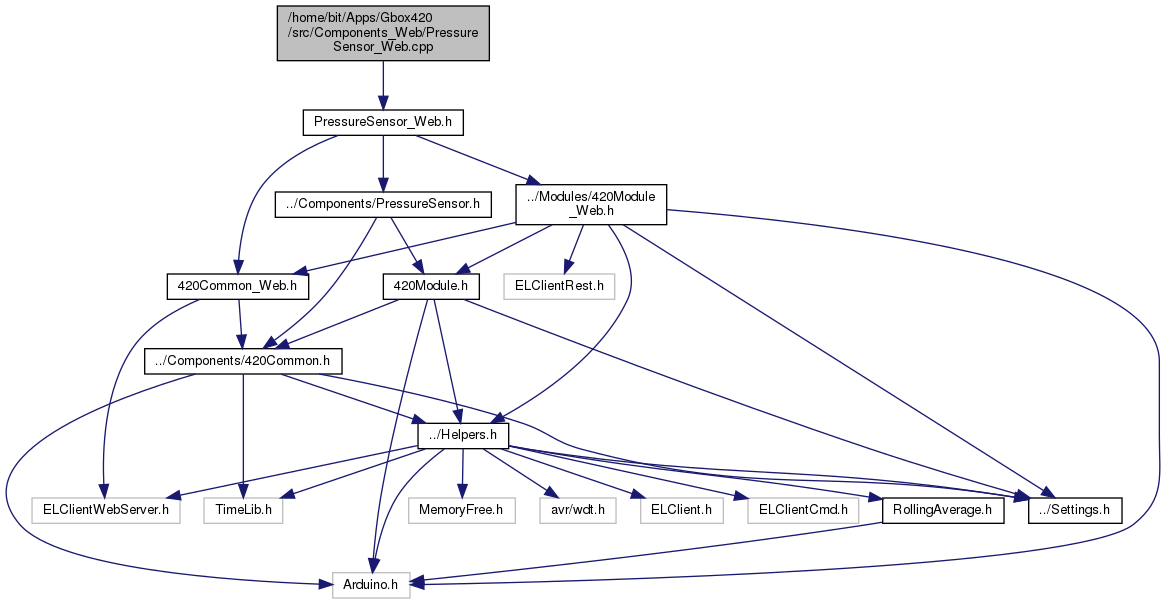 /home/bit/Apps/Gbox420
/src/Components_Web/Pressure
Sensor_Web.cpp
PressureSensor_Web.h
../Components/PressureSensor.h
../Modules/420Module
_Web.h
420Common_Web.h
420Module.h
ELClientRest.h
../Components/420Common.h
../Helpers.h
ELClientWebServer.h
TimeLib.h
MemoryFree.h
avr/wdt.h
ELClient.h
ELClientCmd.h
RollingAverage.h
../Settings.h
Arduino.h